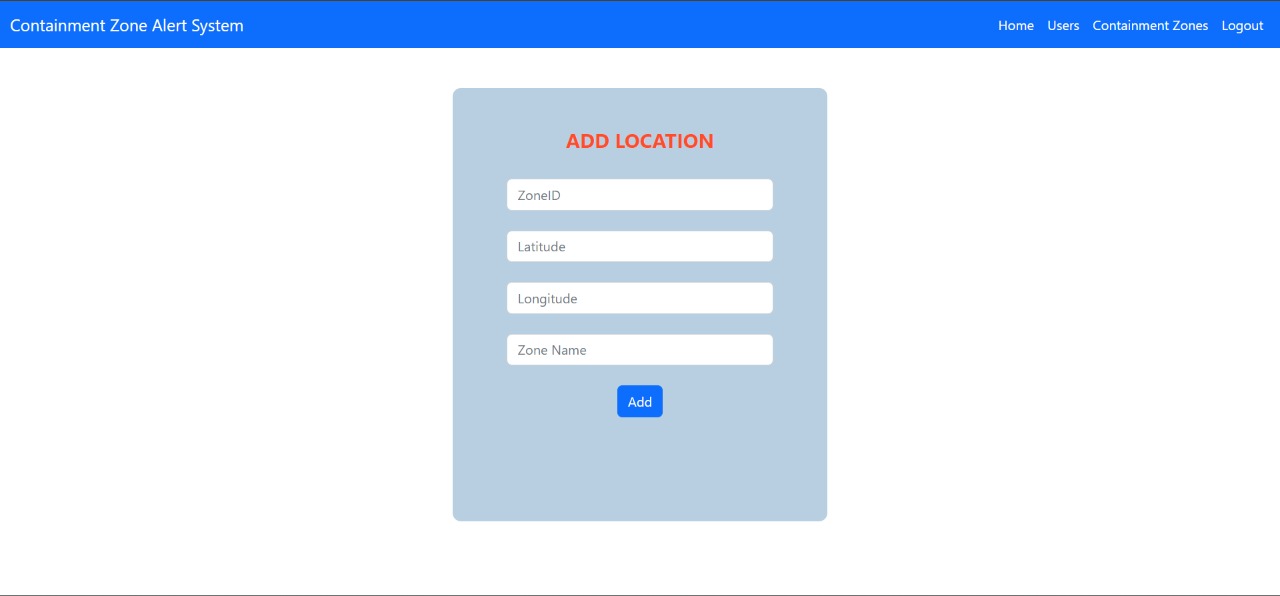 Containment Zone Alert System
Home Users Containment Zones Logout
ADD LOCATION
ZoneID
Latitude
Longitude
Zone Name
Add